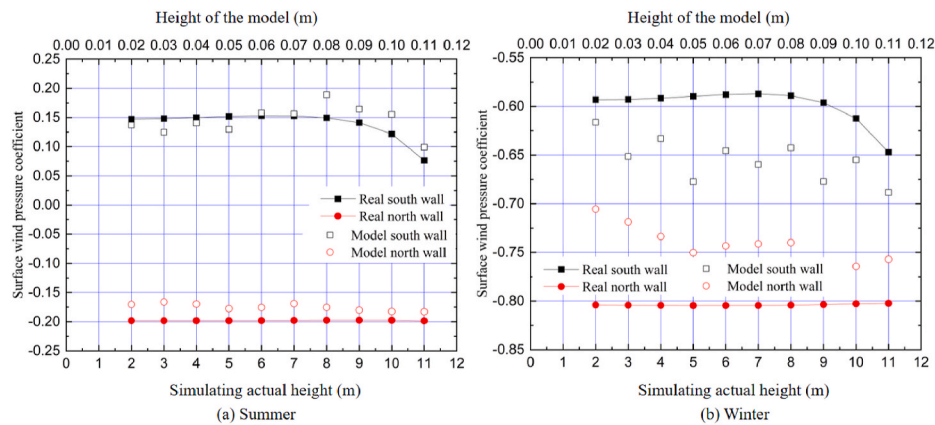 Height of the model (m)
0.00 0.01 0.02 0.03 0.04 0.05 0.06 0.07 0.08 0.09 0.10 0.11 0.12
0.25
0.20
0.15
0.10
0.05
0.00
-0.05
-0.10
-0.15
-0.20
-0.25
Surface wind pressure coefficient
Real south wall
Real north wall
Model south wall
Model north wall
0 1 2 3 4 5 6 7 8 9 10 11 12
Simulating actual height (m)
(a) Summer
Height of the model (m)
0.00 0.01 0.02 0.03 0.04 0.05 0.06 0.07 0.08 0.09 0.10 0.11 0.12
-0.55
-0.60
-0.65
-0.70
-0.75
-0.80
-0.85
Surface wind pressure coefficient
Real south wall Model south wall
Real north wall Model north wall
0 1 2 3 4 5 6 7 8 9 10 11 12
Simulating actual height (m)
(b) Winter